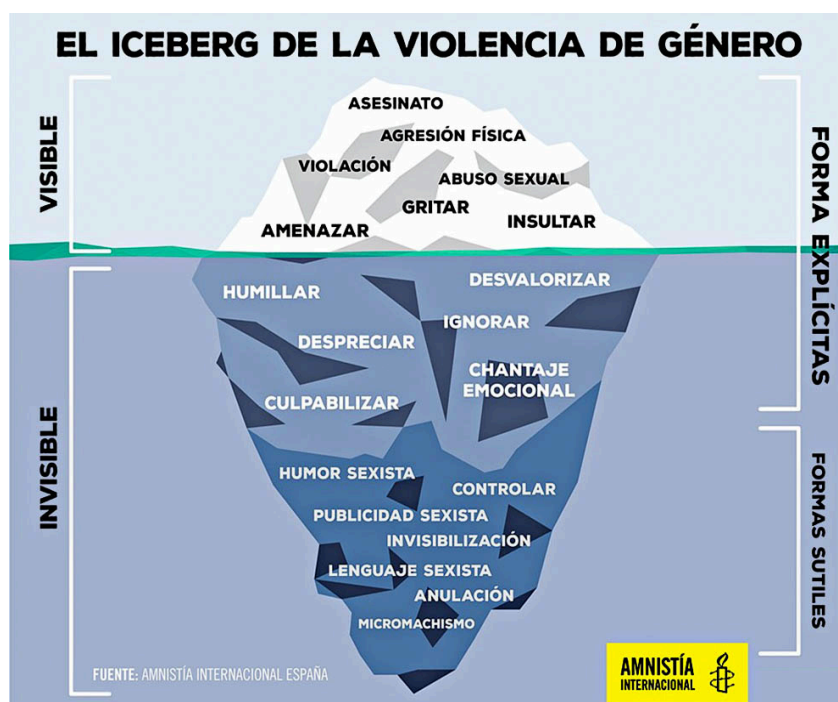 EL ICEBERG DE LA VIOLENCIA DE GÉNERO
VISIBLE
ASESINATO
AGRESIÓN FÍSICA
VIOLACIÓN
ABUSO SEXUAL
GRITAR
INSULTAR
AMENAZAR
FORMA EXPLÍCITAS
INVISIBLE
DESVALORIZAR
HUMILLAR
IGNORAR
DESPRECIAR
CHANTAJE
EMOCIONAL
CULPABILIZAR
HUMOR SEXISTA
CONTROLAR
PUBLICIDAD SEXISTA
INVISIBILIZACIÓN
LENGUAJE SEXISTA
ANULACIÓN
MICROMACHISMO
FORMAS SUTILES
FUENTE: AMNISTÍA INTERNACIONAL ESPAÑA
AMNISTÍA
INTERNACIONAL